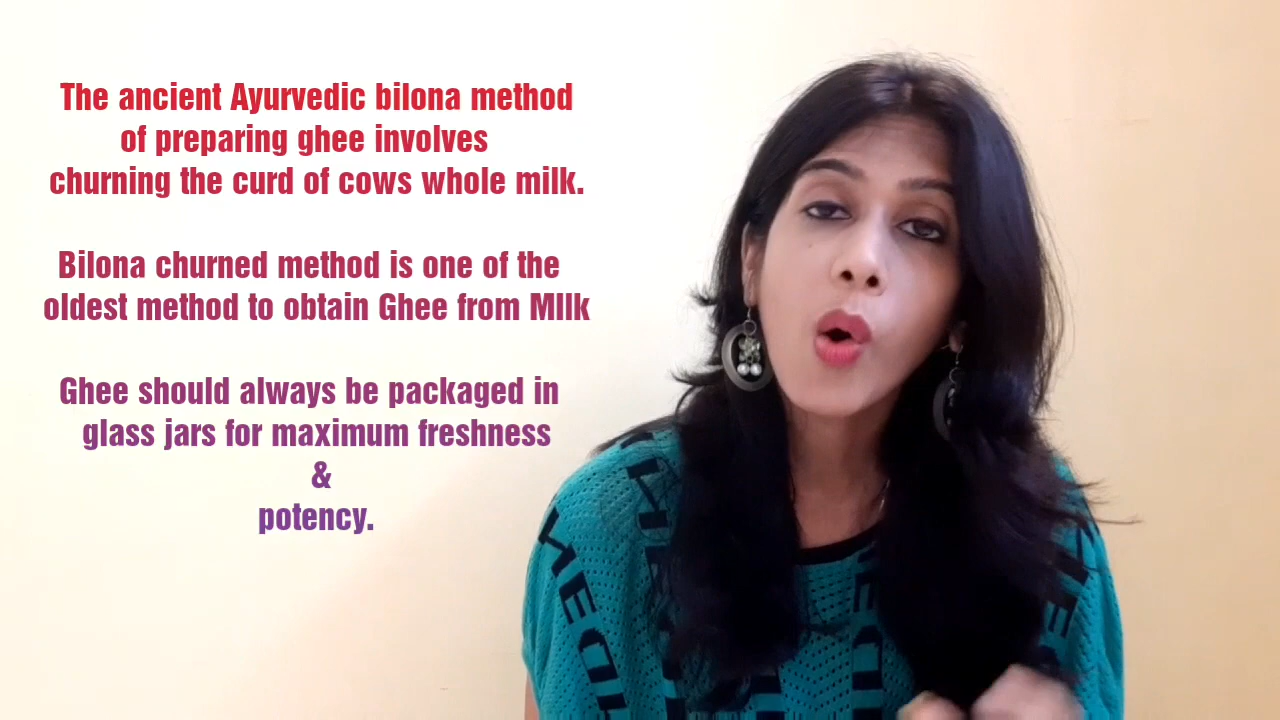 The ancient Ayurvedic bilona method
of preparing ghee involves
churning the curd of cows whole milk.
Bilona churned method is one of the
oldest method to obtain Ghee from MIlk
Ghee should always be packaged in
glass jars for maximum freshness
&
potency.